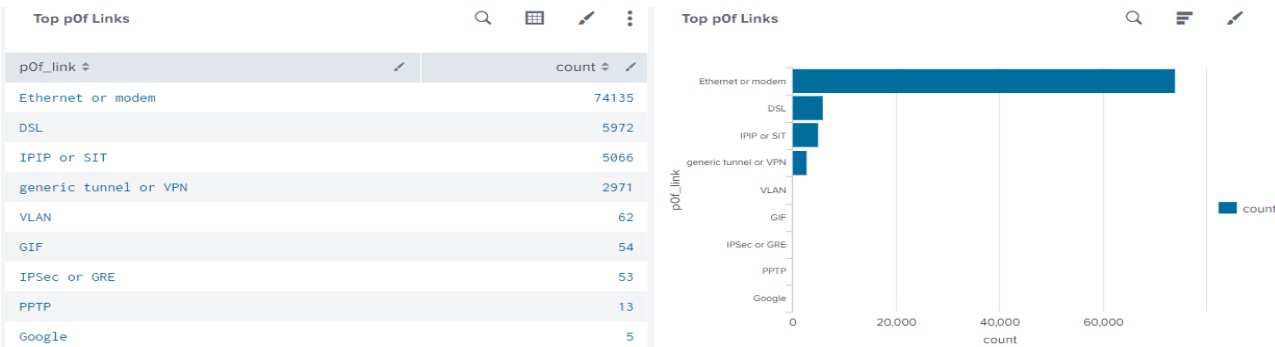 Top p0f Links
p0f_link count
Ethernet or modem 74135
DSL 5972
IPIP or SIT 5066
generic tunnel or VPN 2971
VLAN 62
GIF 54
IPSec or GRE 53
PPTP 13
Google 5
Top p0f Links
p0f_link
Ethernet or modem
DSL
IPIP or SIT
generic tunnel or VPN
VLAN
GIF
IPSec or GRE
PPTP
Google
0 20,000 40,000 60,000
count
count